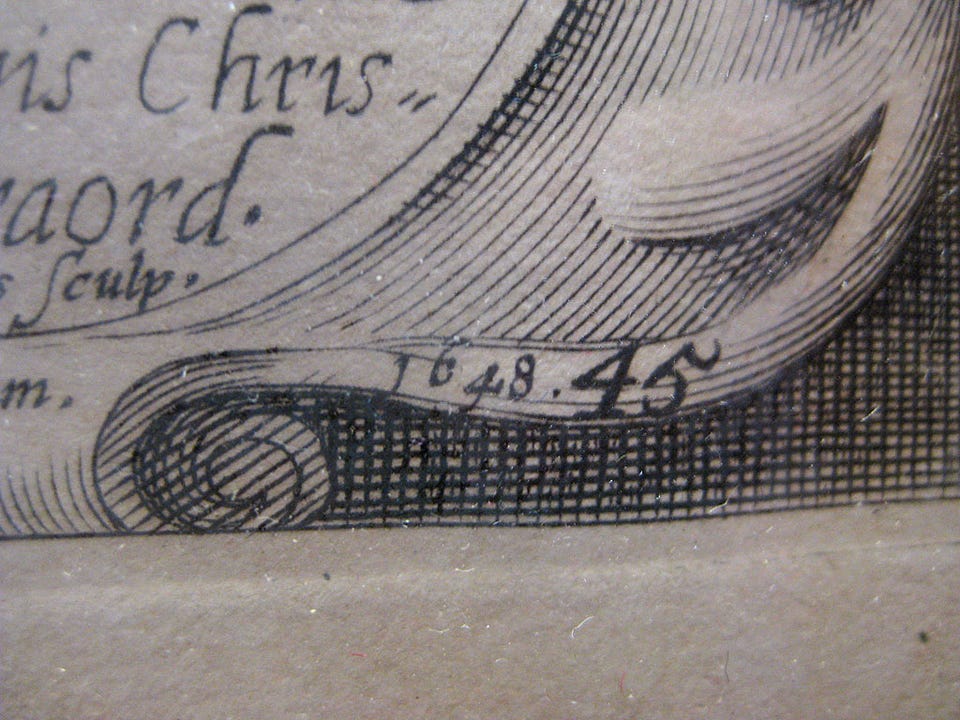 is Chris„
aord.
s ſculp.
m.
1648. 45